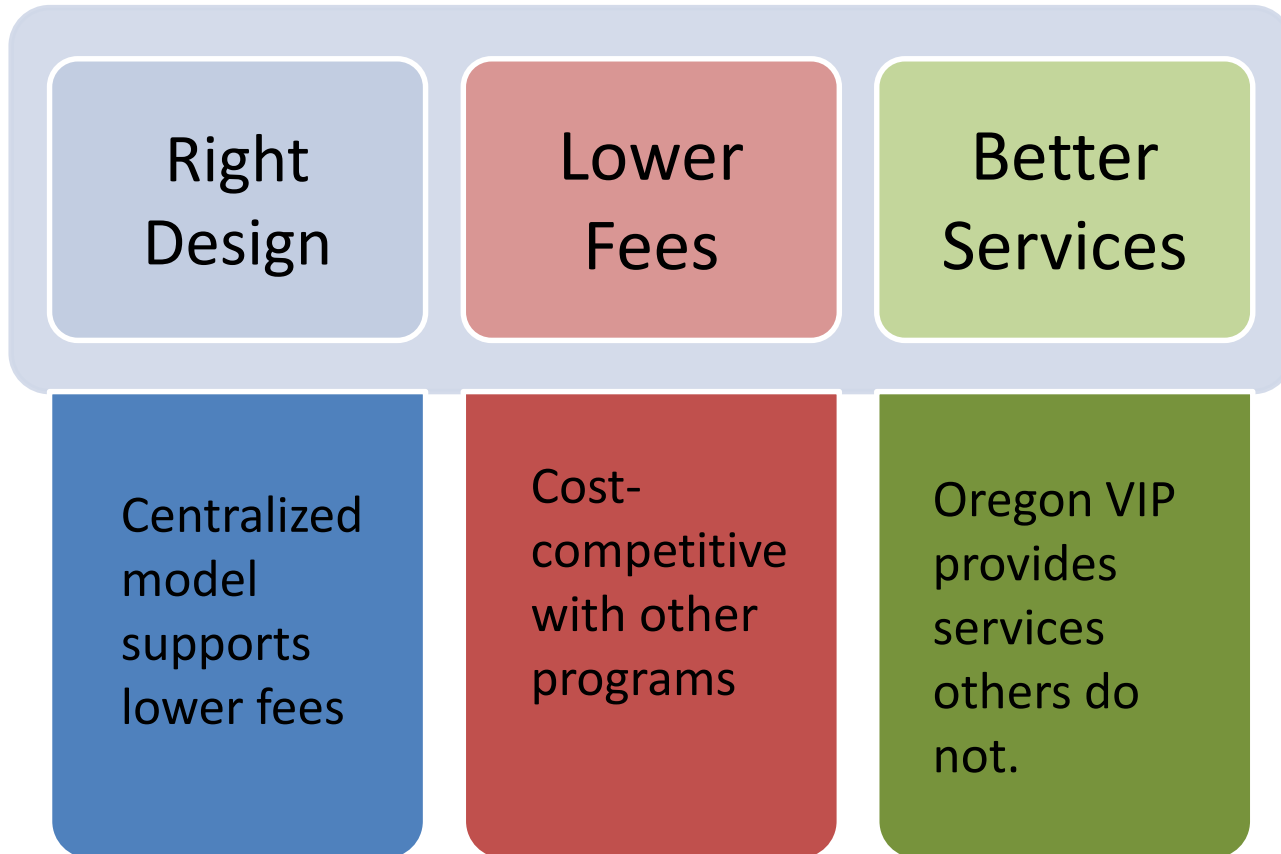 Right
Design
Lower
Fees
Better
Services
Centralized
model
supports
lower fees
Cost-
competitive
with other
programs
Oregon VIP
provides
services
others do
not.